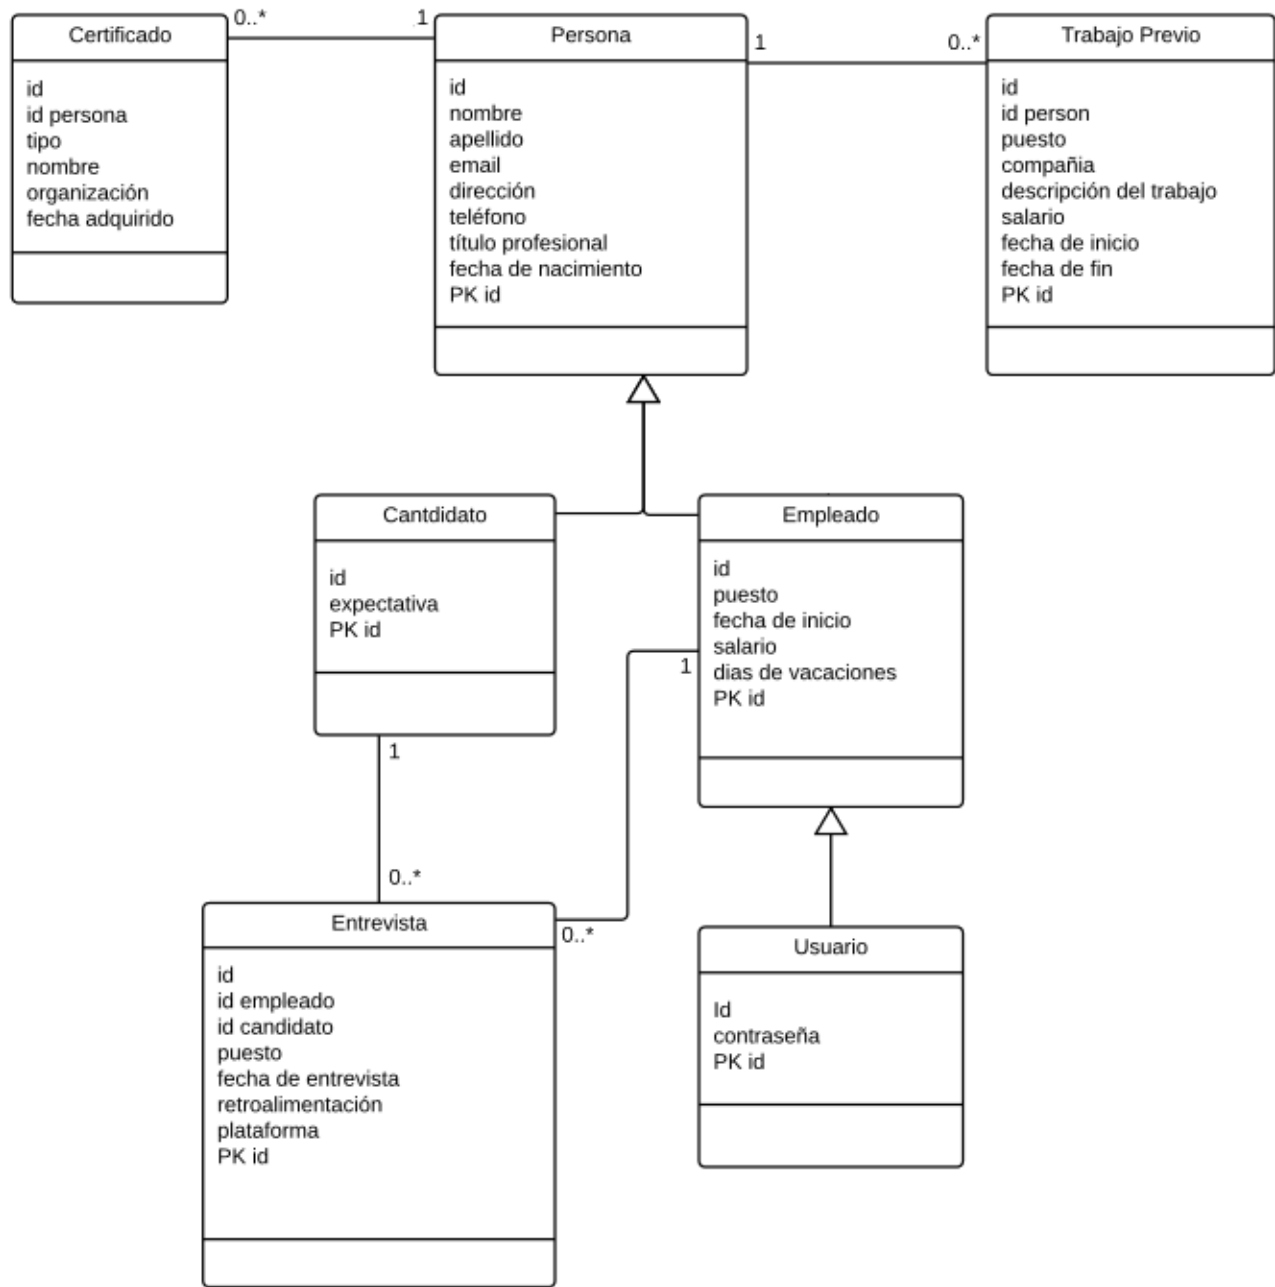 Certificado
id
id persona
tipo
nombre
organización
fecha adquirido
0..*
1
Persona
id
nombre
apellido
email
dirección
teléfono
título profesional
fecha de nacimiento
PK id
1
0..*
Trabajo Previo
id
id person
puesto
compañia
descripción del trabajo
salario
fecha de inicio
fecha de fin
PK id
Cantdidato
id
expectativa
PK id
Empleado
id
puesto
fecha de inicio
salario
dias de vacaciones
PK id
1
1
0..*
0..*
Entrevista
id
id empleado
id candidato
puesto
fecha de entrevista
retroalimentación
plataforma
PK id
Usuario
Id
contraseña
PK id